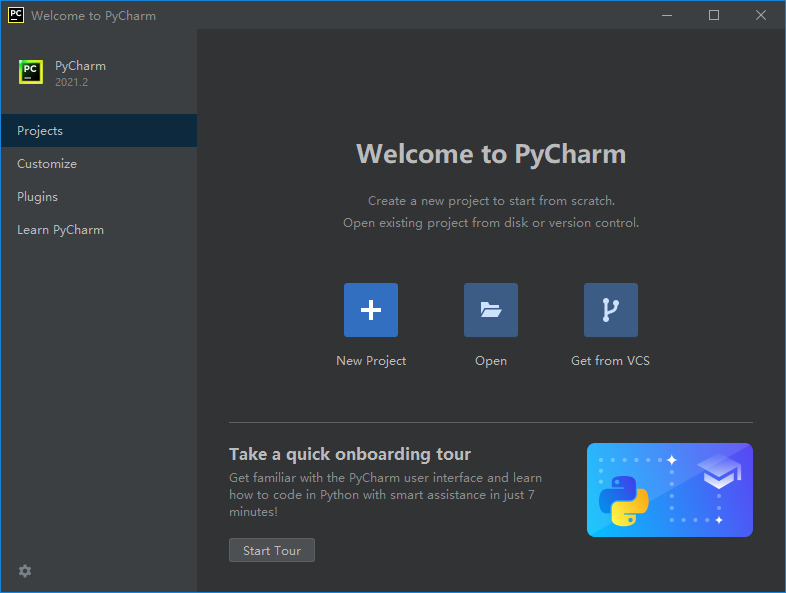 PC Welcome to PyCharm
PC PyCharm
2021.2
Projects
Customize
Plugins
Learn PyCharm
Welcome to PyCharm
Create a new project to start from scratch.
Open existing project from disk or version control.
New Project
Open
Get from VCS
Take a quick onboarding tour
Get familiar with the PyCharm user interface and learn
how to code in Python with smart assistance in just 7
minutes!
Start Tour